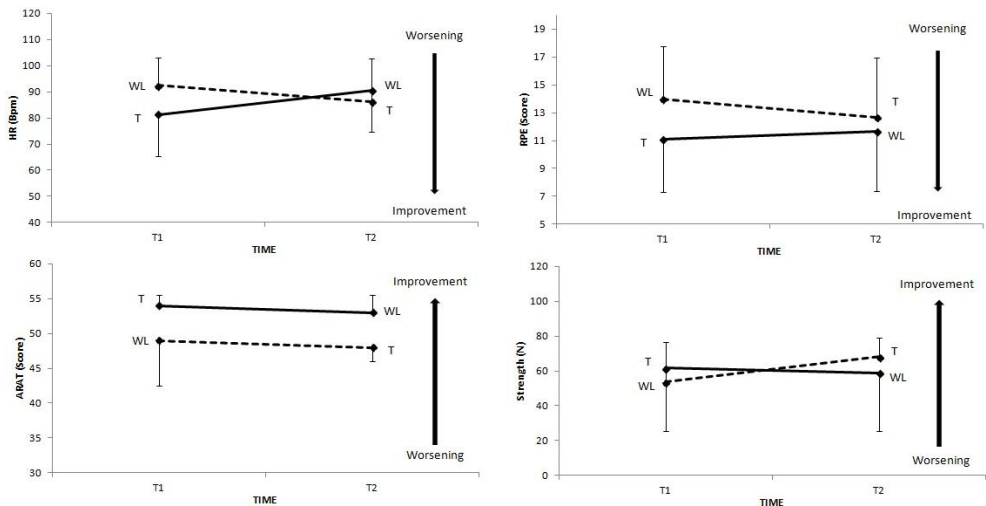 HR (Bpm)
120
110
100
90
80
70
60
50
40
WL
T
WL
T
Worsening
Improvement
T1
T2
TIME
RPE (Score)
19
17
15
13
11
9
7
5
WL
T
T
WL
Worsening
Improvement
T1
T2
TIME
ARAT (Score)
60
55
50
45
40
35
30
T
WL
WL
T
Improvement
Worsening
T1
T2
TIME
Strength (N)
120
100
80
60
40
20
0
T
WL
T
WL
Improvement
Worsening
T1
T2
TIME